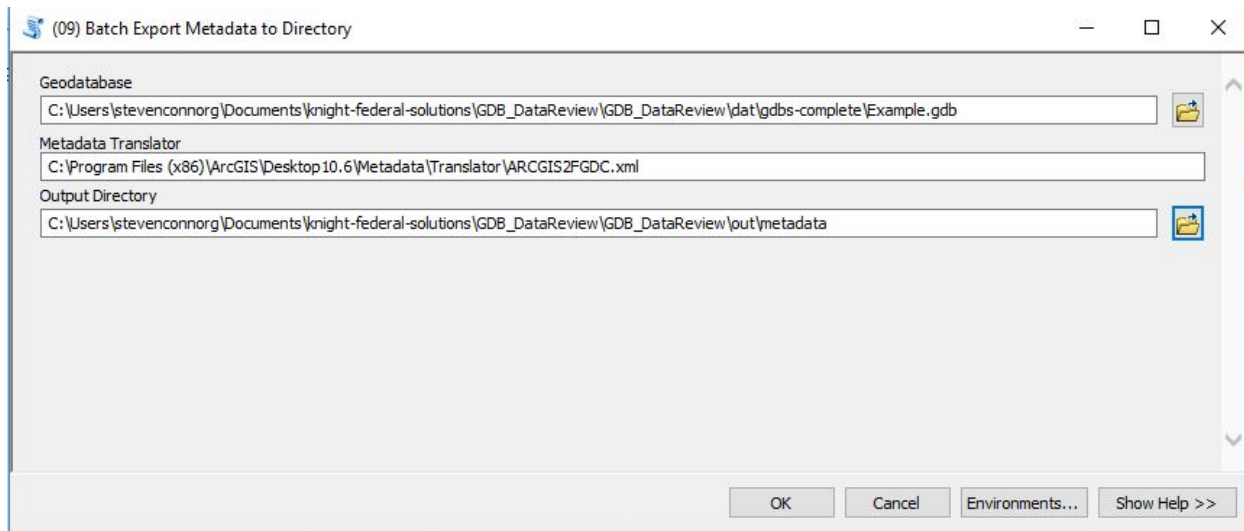 (09) Batch Export Metadata to Directory
Geodatabase
C:\Users\stevenconnorg\Documents\knight-federal-solutions\GDB_DataReview\GDB_DataReview\dat\gdbs-complete\Example.gdb
Metadata Translator
C:\Program Files (x86)\ArcGIS\Desktop10.6\Metadata\Translator\ARCGIS2FGDC.xml
Output Directory
C:\Users\stevenconnorg\Documents\knight-federal-solutions\GDB_DataReview\GDB_DataReview\out\metadata
OK Cancel Environments... Show Help >>